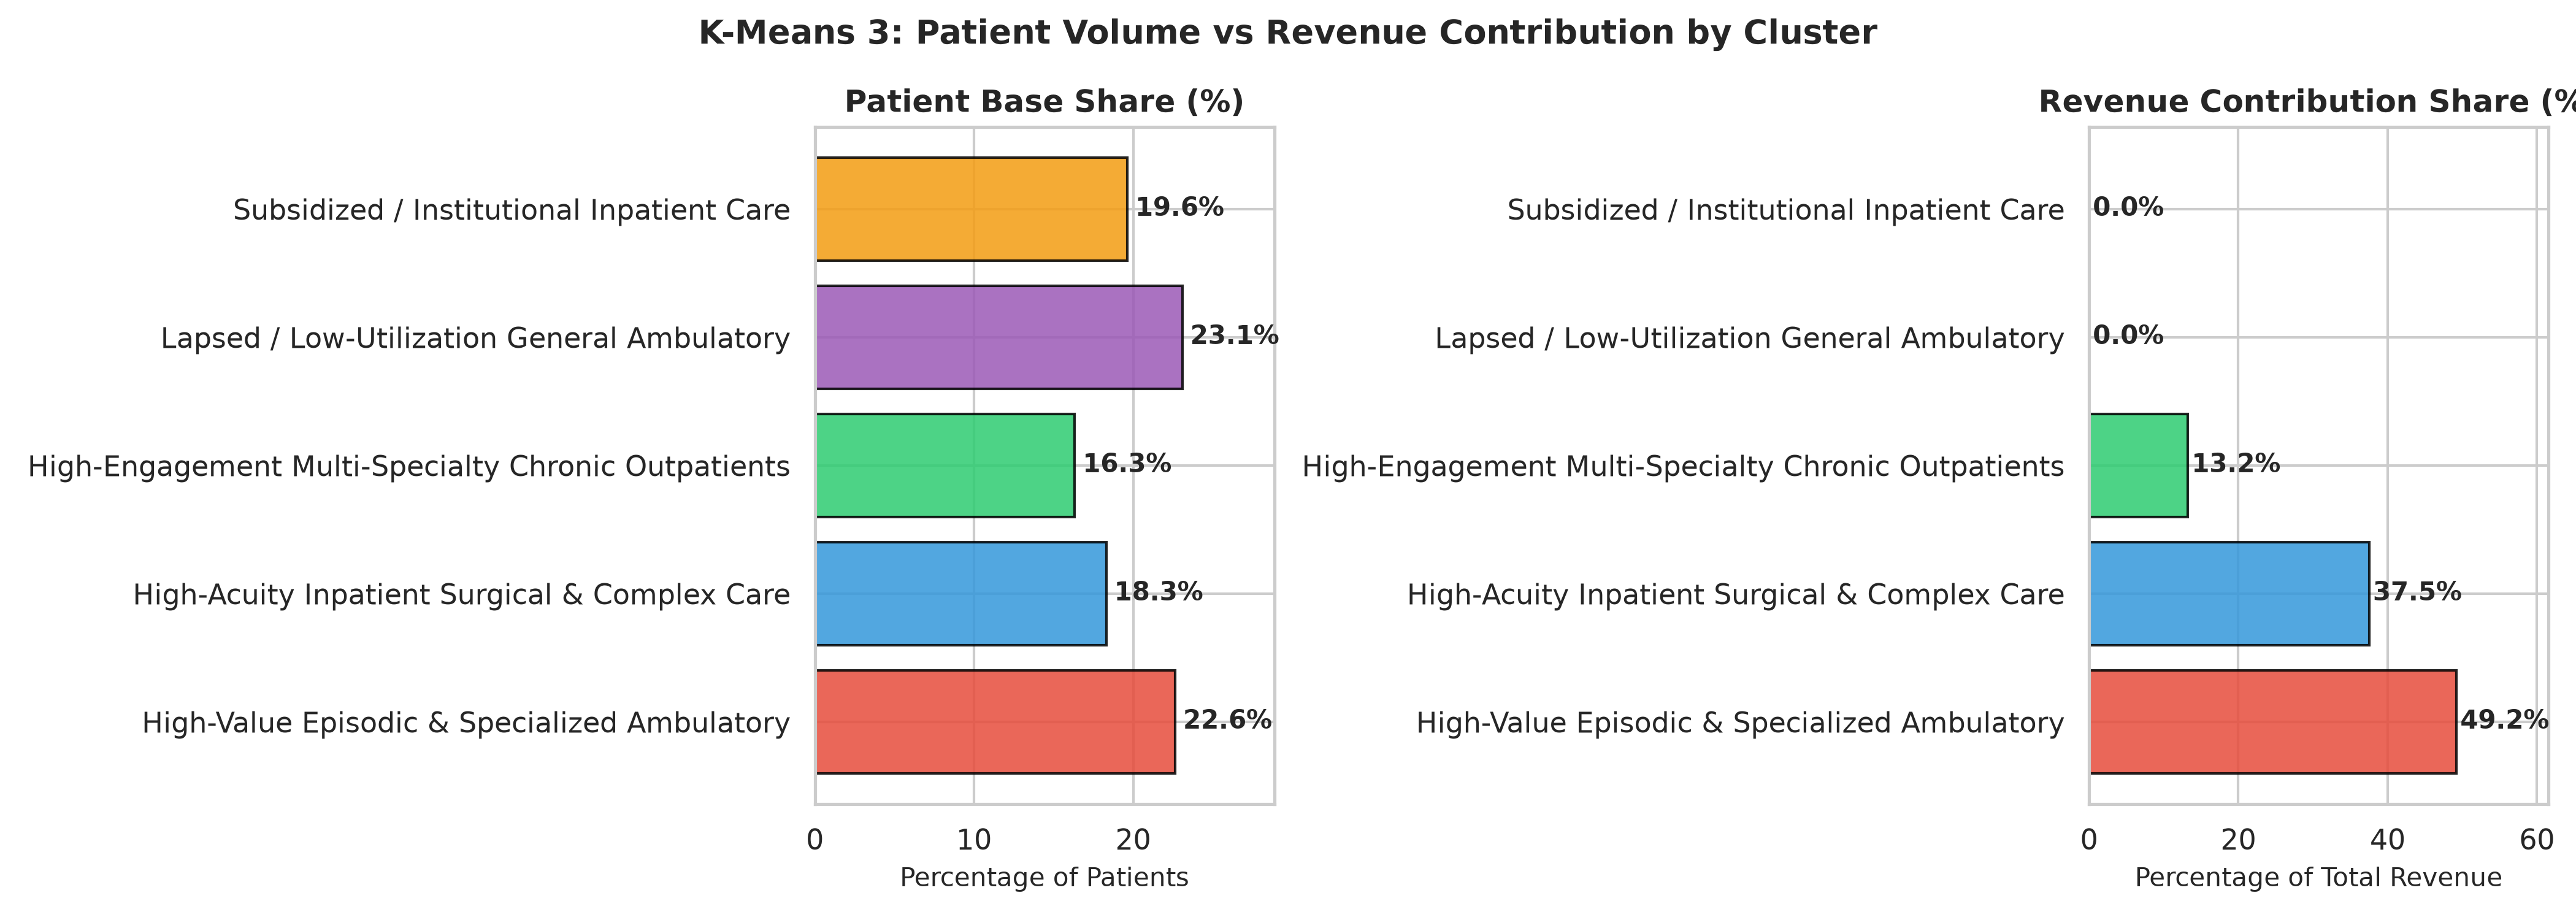 K-Means 3: Patient Volume vs Revenue Contribution by Cluster
Patient Base Share (%)
Subsidized / Institutional Inpatient Care
19.6%
Lapsed / Low-Utilization General Ambulatory
23.1%
High-Engagement Multi-Specialty Chronic Outpatients
16.3%
High-Acuity Inpatient Surgical & Complex Care
18.3%
High-Value Episodic & Specialized Ambulatory
22.6%
0 10 20
Percentage of Patients
Revenue Contribution Share (%
Subsidized / Institutional Inpatient Care
0.0%
Lapsed / Low-Utilization General Ambulatory
0.0%
High-Engagement Multi-Specialty Chronic Outpatients
13.2%
High-Acuity Inpatient Surgical & Complex Care
37.5%
High-Value Episodic & Specialized Ambulatory
49.2%
0 20 40 60
Percentage of Total Revenue